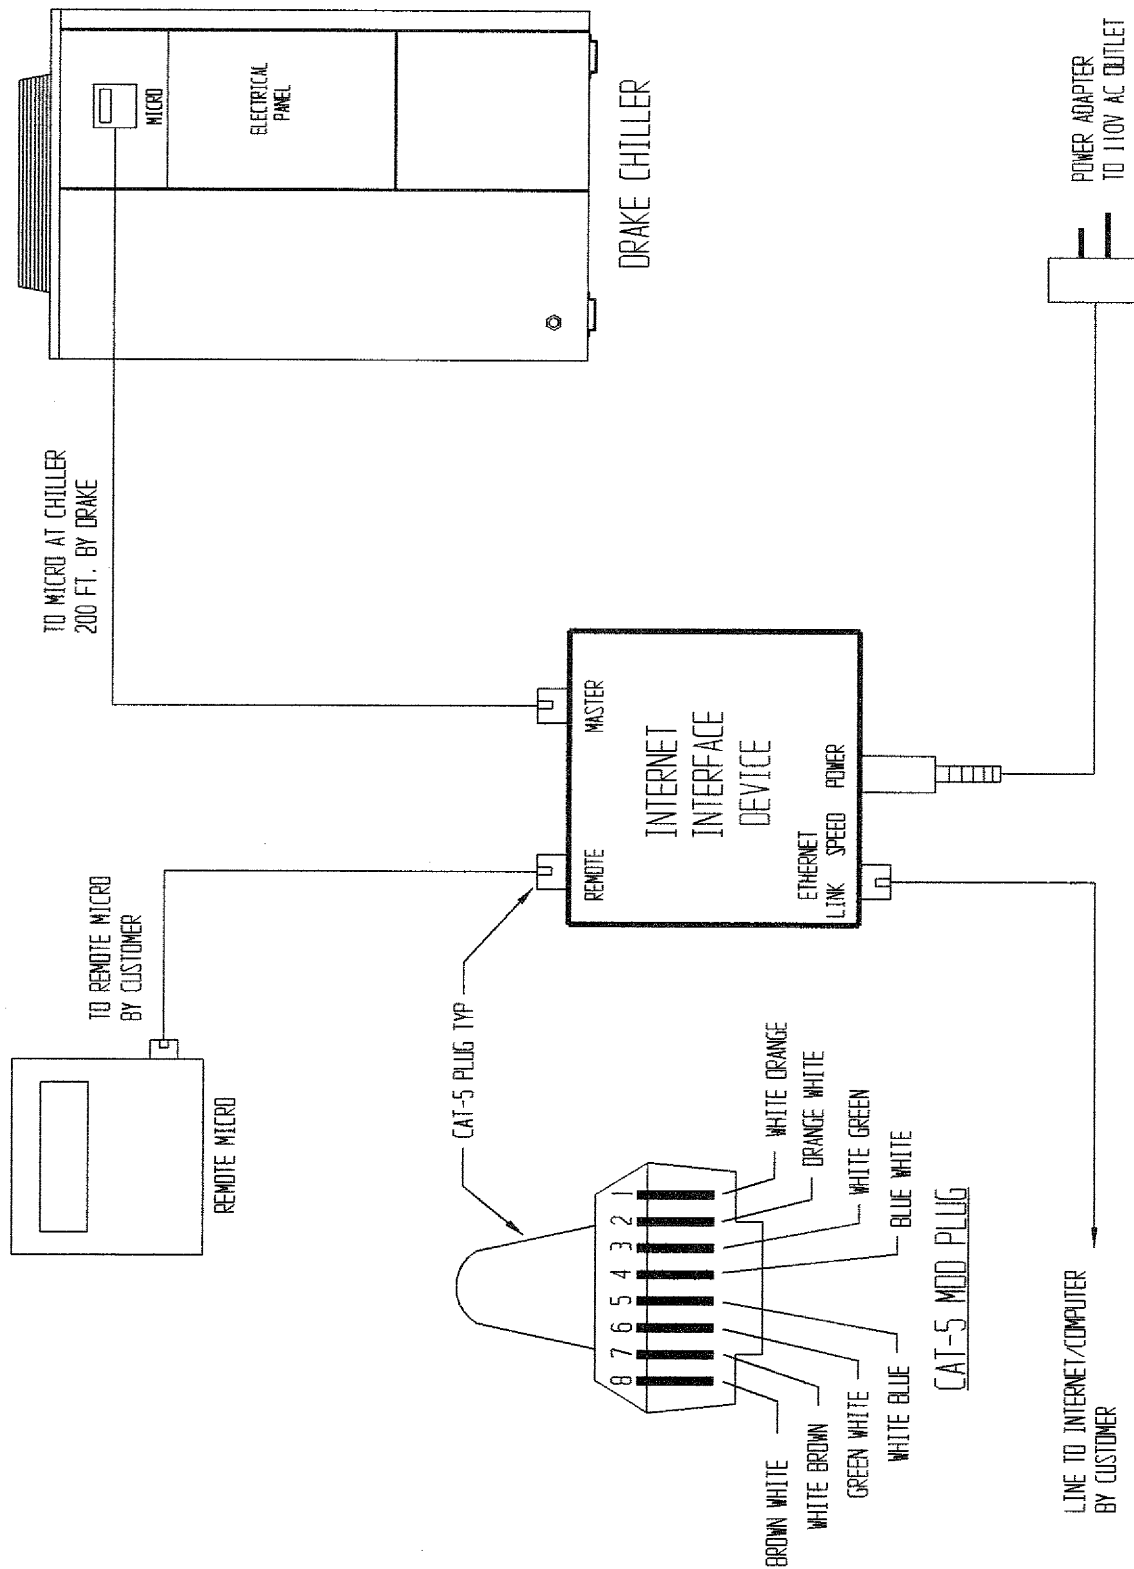 TO REMOTE MICRO
BY CUSTOMER
REMOTE MICRO
TO MICRO AT CHILLER
200 FT. BY DRAKE
MICRO
ELECTRICAL
PANEL
DRAKE CHILLER
CAT-5 PLUG TYP
REMOTE
MASTER
INTERNET
INTERFACE
DEVICE
ETHERNET
LINK SPEED POWER
8 7 6 5 4 3 2 1
BROWN WHITE
WHITE BROWN
GREEN WHITE
WHITE BLUE
BLUE WHITE
WHITE GREEN
ORANGE WHITE
WHITE ORANGE
CAT-5 MOD PLUG
LINE TO INTERNET/COMPUTER
BY CUSTOMER
POWER ADAPTER
TO 110V AC OUTLET